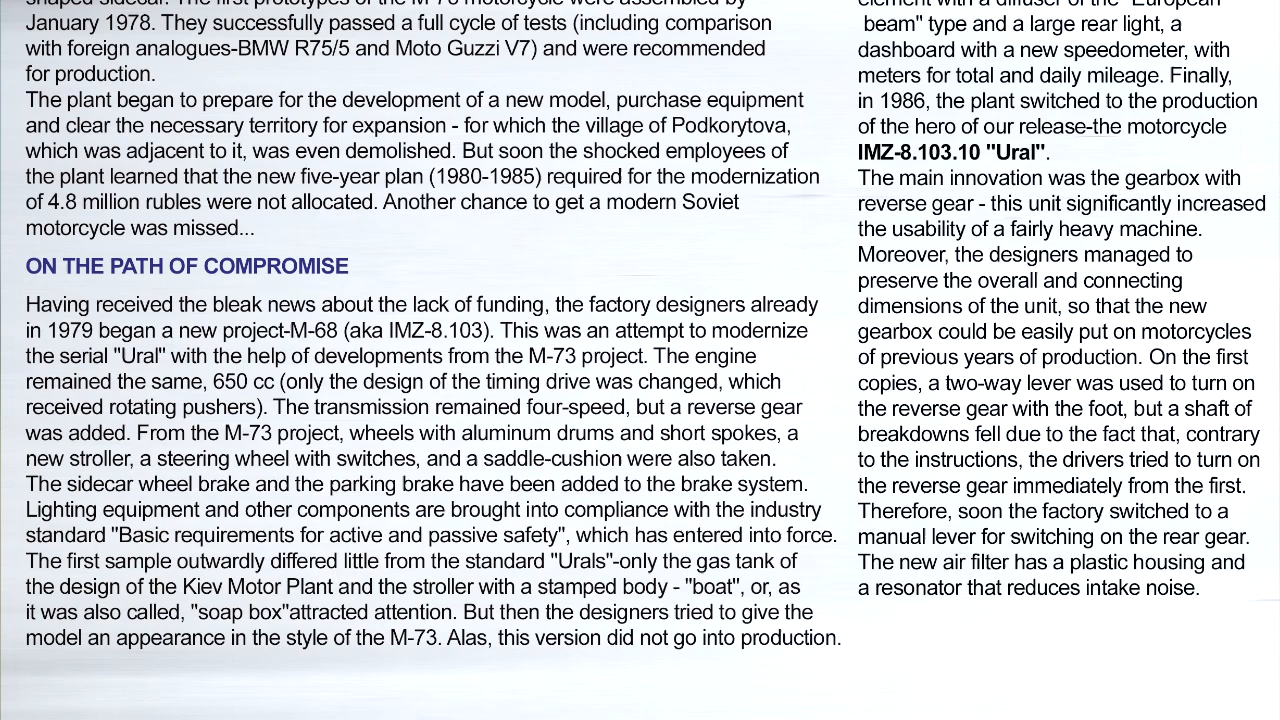 January 1978. They successfully passed a full cycle of tests (including comparison
with foreign analogues-BMW R75/5 and Moto Guzzi V7) and were recommended
for production.
The plant began to prepare for the development of a new model, purchase equipment
and clear the necessary territory for expansion - for which the village of Podkorytova,
which was adjacent to it, was even demolished. But soon the shocked employees of
the plant learned that the new five-year plan (1980-1985) required for the modernization
of 4.8 million rubles were not allocated. Another chance to get a modern Soviet
motorcycle was missed...
ON THE PATH OF COMPROMISE
Having received the bleak news about the lack of funding, the factory designers already
in 1979 began a new project-M-68 (aka IMZ-8.103). This was an attempt to modernize
the serial "Ural" with the help of developments from the M-73 project. The engine
remained the same, 650 cc (only the design of the timing drive was changed, which
received rotating pushers). The transmission remained four-speed, but a reverse gear
was added. From the M-73 project, wheels with aluminum drums and short spokes, a
new stroller, a steering wheel with switches, and a saddle-cushion were also taken.
The sidecar wheel brake and the parking brake have been added to the brake system.
Lighting equipment and other components are brought into compliance with the industry
standard "Basic requirements for active and passive safety", which has entered into force.
The first sample outwardly differed little from the standard "Urals"-only the gas tank of
the design of the Kiev Motor Plant and the stroller with a stamped body - "boat", or, as
it was also called, "soap box"attracted attention. But then the designers tried to give the
model an appearance in the style of the M-73. Alas, this version did not go into production.
element with a diffuser of the "European
beam" type and a large rear light, a
dashboard with a new speedometer, with
meters for total and daily mileage. Finally,
in 1986, the plant switched to the production
of the hero of our release-the motorcycle
IMZ-8.103.10 "Ural".
The main innovation was the gearbox with
reverse gear - this unit significantly increased
the usability of a fairly heavy machine.
Moreover, the designers managed to
preserve the overall and connecting
dimensions of the unit, so that the new
gearbox could be easily put on motorcycles
of previous years of production. On the first
copies, a two-way lever was used to turn on
the reverse gear with the foot, but a shaft of
breakdowns fell due to the fact that, contrary
to the instructions, the drivers tried to turn on
the reverse gear immediately from the first.
Therefore, soon the factory switched to a
manual lever for switching on the rear gear.
The new air filter has a plastic housing and
a resonator that reduces intake noise.